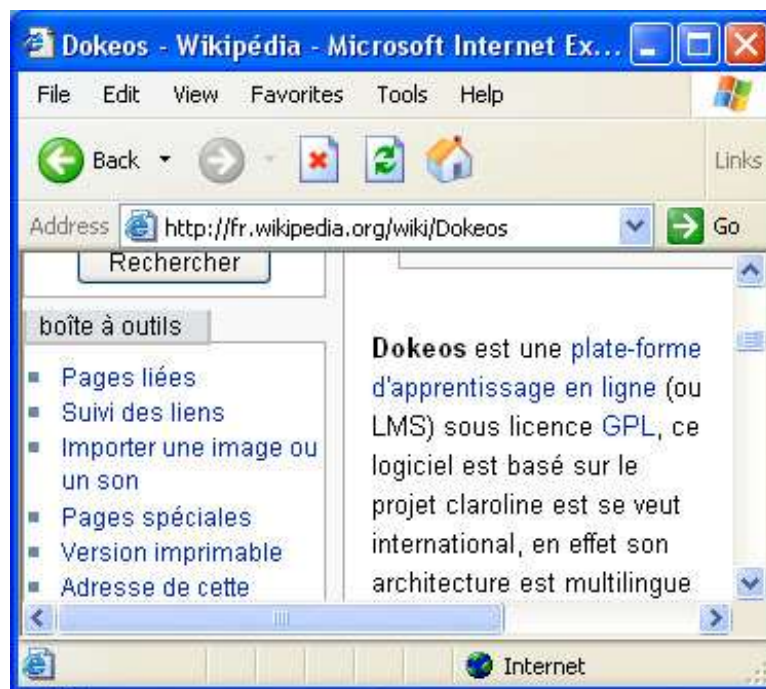 Dokeos - Wikipédia - Microsoft Internet Ex...
File Edit View Favorites Tools Help
Back Links
Address http://fr.wikipedia.org/wiki/Dokeos Go
Rechercher
boîte à outils
Pages liées
Suivi des liens
Importer une image ou
un son
Pages spéciales
Version imprimable
Adresse de cette
Dokeos est une plate-forme
d'apprentissage en ligne (ou
LMS) sous licence GPL, ce
logiciel est basé sur le
projet claroline est se veut
international, en effet son
architecture est multilingue
Internet